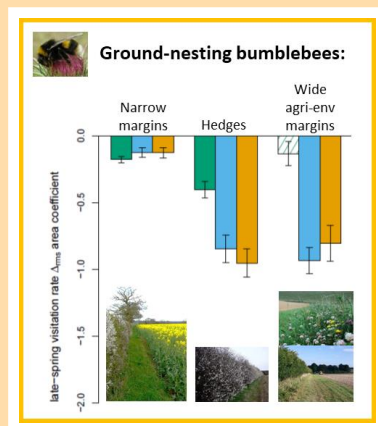 Ground-nesting bumblebees:
Narrow
margins
Hedges
Wide
agri-env
margins
late-spring visitation rate Δrms area coefficient
0.0
-0.5
-1.0
-1.5
-2.0